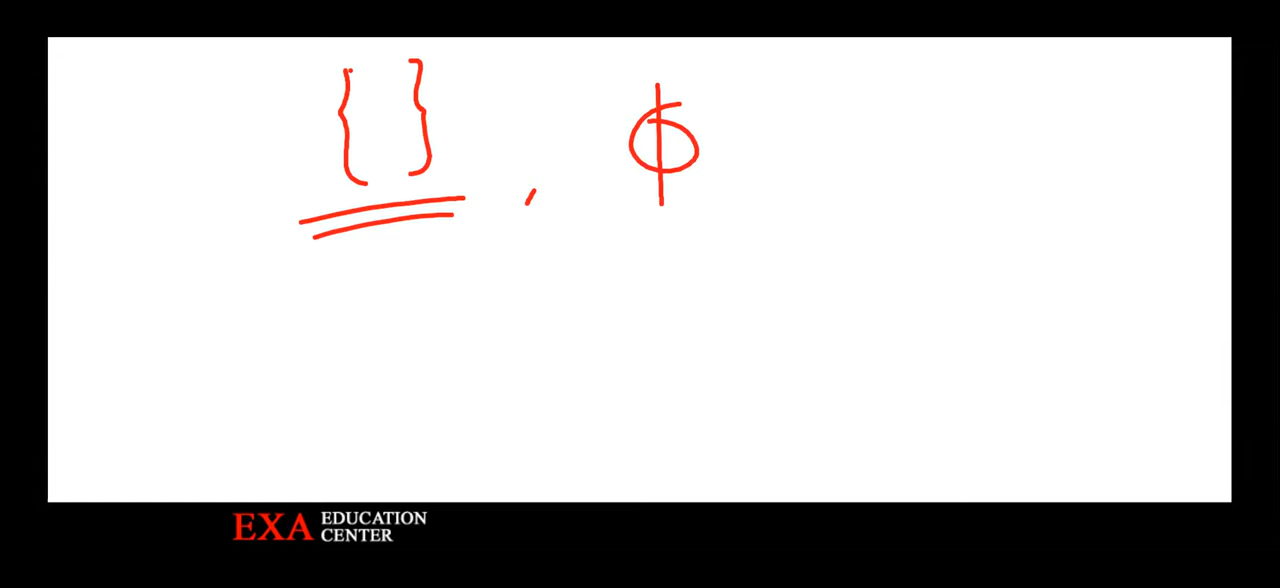 { } , ϕ
EXA EDUCATION
CENTER